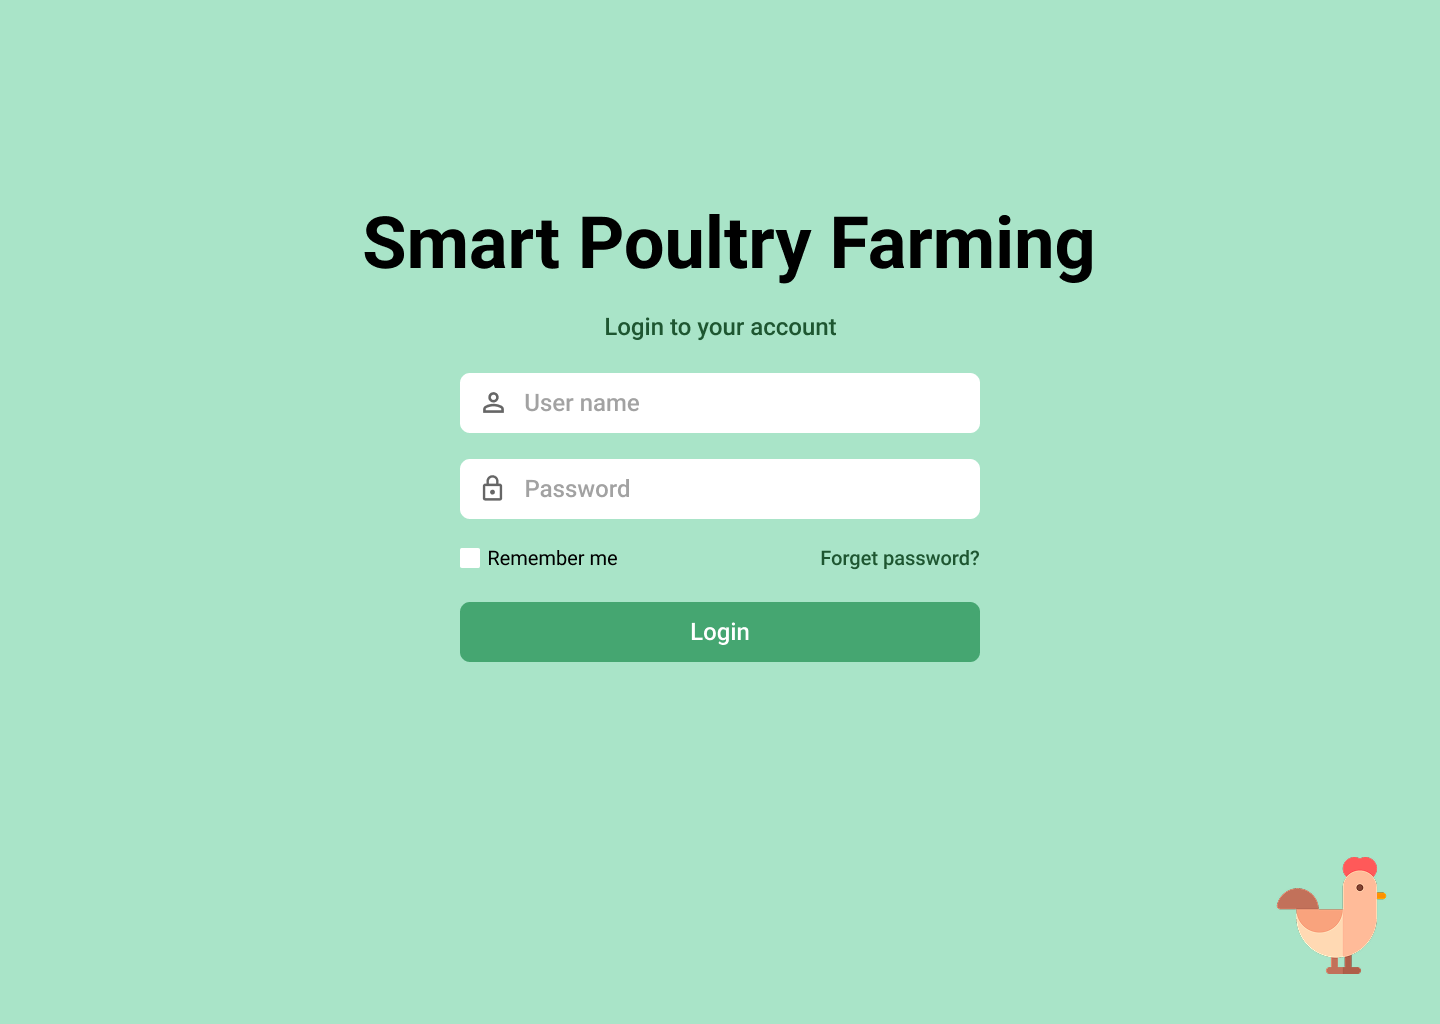 Smart Poultry Farming
Login to your account
User name
Password
Remember me
Forget password?
Login